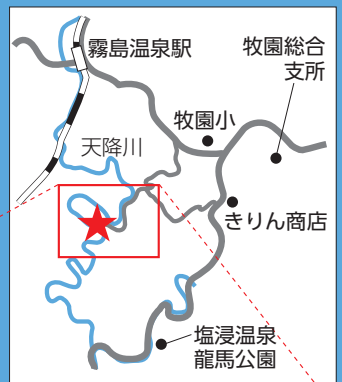 霧島温泉駅
牧園総合
支所
牧園小
天降川
きりん商店
塩浸温泉
龍馬公園